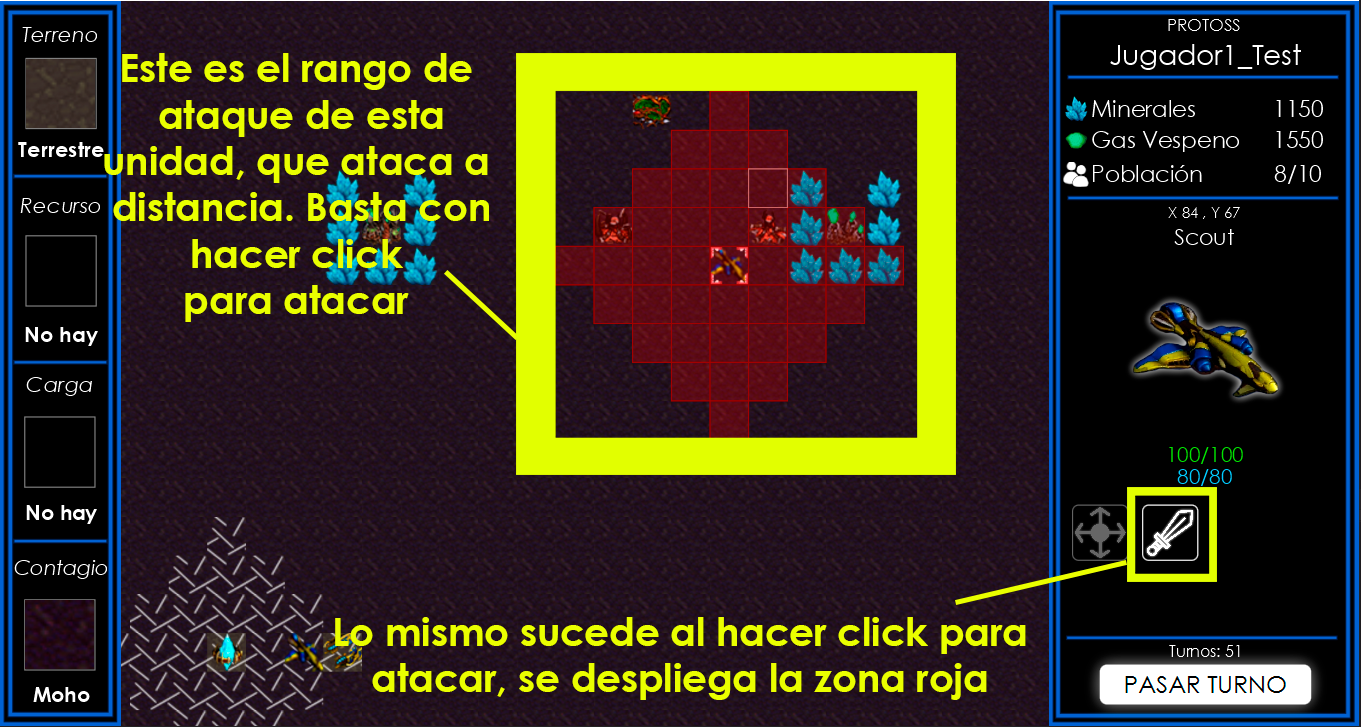 Terreno
Terrestre
Recurso
No hay
Carga
No hay
Contagio
Moho
Este es el rango de
ataque de esta
unidad, que ataca a
distancia. Basta con
hacer click
para atacar
Lo mismo sucede al hacer click para
atacar, se despliega la zona roja
PROTOSS
Jugador1_Test
Minerales 1150
Gas Vespeno 1550
Población 8/10
X 84 , Y 67
Scout
100/100
80/80
Turnos: 51
PASAR TURNO